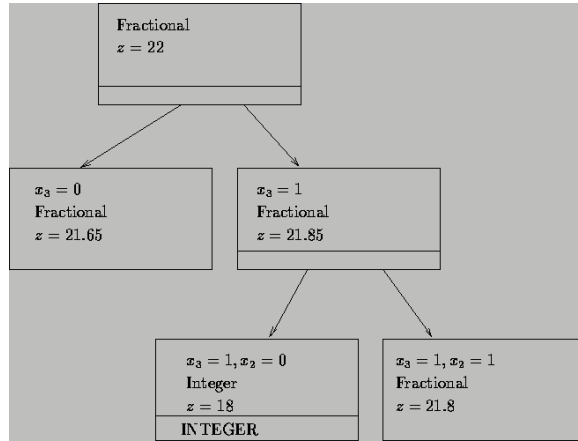 Fractional
z = 22
x₃ = 0
Fractional
z = 21.65
x₃ = 1
Fractional
z = 21.85
x₃ = 1, x₂ = 0
Integer
z = 18
INTEGER
x₃ = 1, x₂ = 1
Fractional
z = 21.8